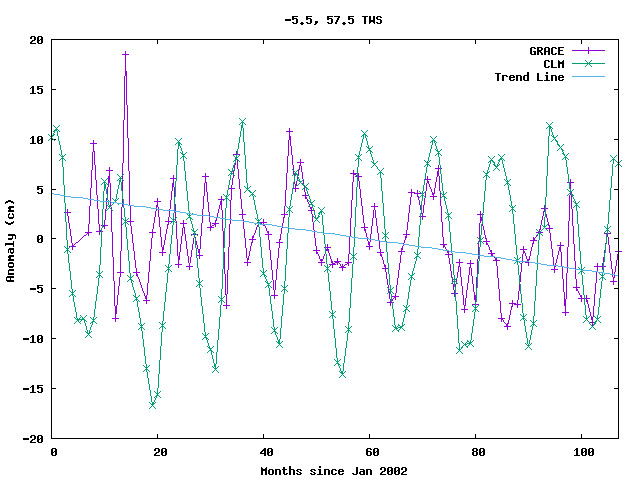 -5.5, 57.5 TWS
GRACE
CLM
Trend Line
20
15
10
5
0
-5
-10
-15
-20
Anomaly (cm)
0 20 40 60 80 100
Months since Jan 2002